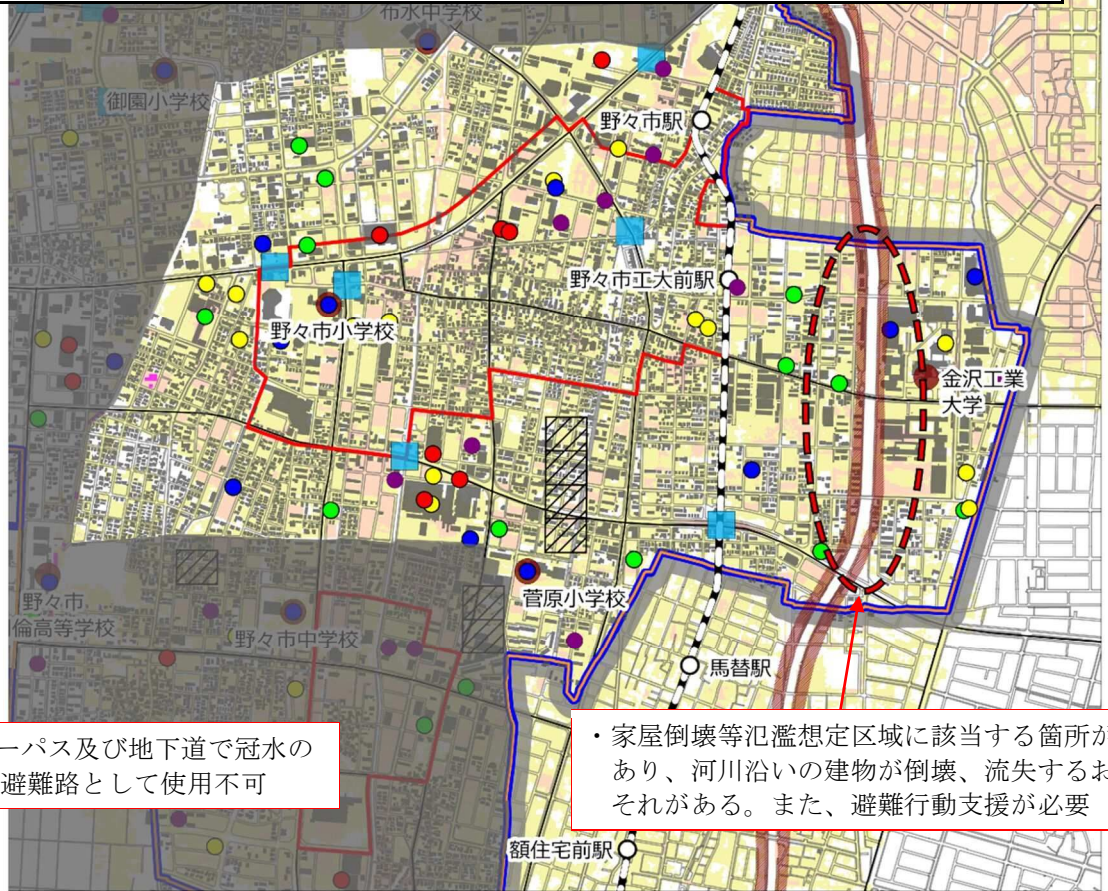 布水中学校
御園小学校
野々市駅
野々市工大前駅
野々市小学校
金沢工業
大学
菅原小学校
野々市
倫高等学校
野々市中学校
馬替駅
ーパス及び地下道で冠水の
避難路として使用不可
・家屋倒壊等氾濫想定区域に該当する箇所が
あり、河川沿いの建物が倒壊、流失するお
それがある。また、避難行動支援が必要
額住宅前駅